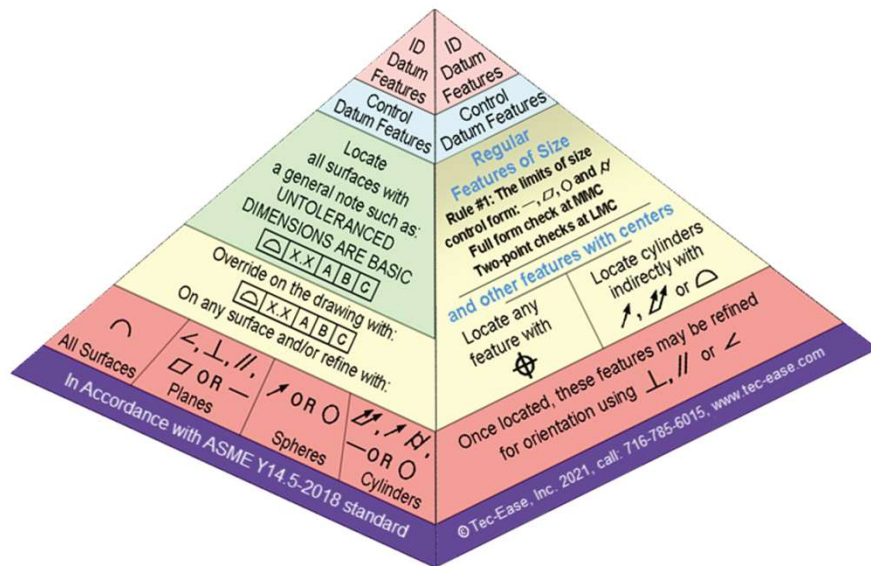 ID
Datum
Features
Control
Datum Features
Locate
all surfaces with
a general note such as:
UNTOLERANCED
DIMENSIONS ARE BASIC
⌓ X.X A B C
Override on the drawing with:
⌓ X.X A B C
On any surface and/or refine with:
⌒
All Surfaces
∠, ⊥, //,
▱ OR —
Planes
↗ OR ○
Spheres
⌰, ↗, ⌭,
— OR ○
Cylinders
In Accordance with ASME Y14.5-2018 standard
ID
Datum
Features
Control
Datum Features
Regular
Features of Size
Rule #1: The limits of size
control form: —, ▱, ○ and ⌭
Full form check at MMC
Two-point checks at LMC
and other features with centers
Locate any
feature with
⌖
Locate cylinders
indirectly with
↗, ⌰ or ⌓
Once located, these features may be refined
for orientation using ⊥, // or ∠
© Tec-Ease, Inc. 2021, call: 716-785-6015, www.tec-ease.com